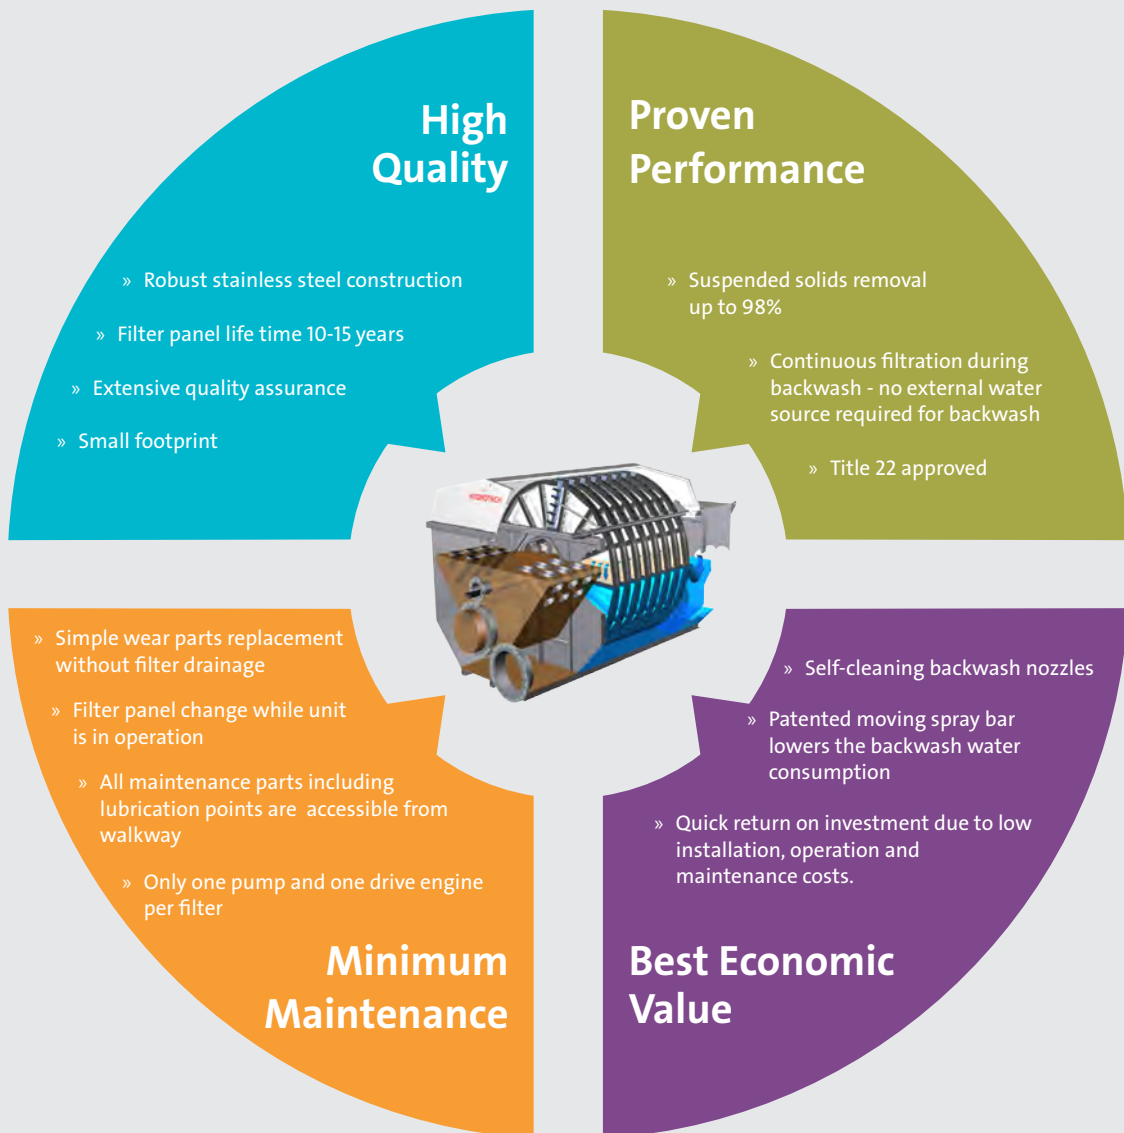 High
Quality
» Robust stainless steel construction
» Filter panel life time 10-15 years
» Extensive quality assurance
» Small footprint
Proven
Performance
» Suspended solids removal
up to 98%
» Continuous filtration during
backwash - no external water
source required for backwash
» Title 22 approved
HYDROTECH
» Simple wear parts replacement
without filter drainage
» Filter panel change while unit
is in operation
» All maintenance parts including
lubrication points are accessible from
walkway
» Only one pump and one drive engine
per filter
Minimum
Maintenance
» Self-cleaning backwash nozzles
» Patented moving spray bar
lowers the backwash water
consumption
» Quick return on investment due to low
installation, operation and
maintenance costs.
Best Economic
Value